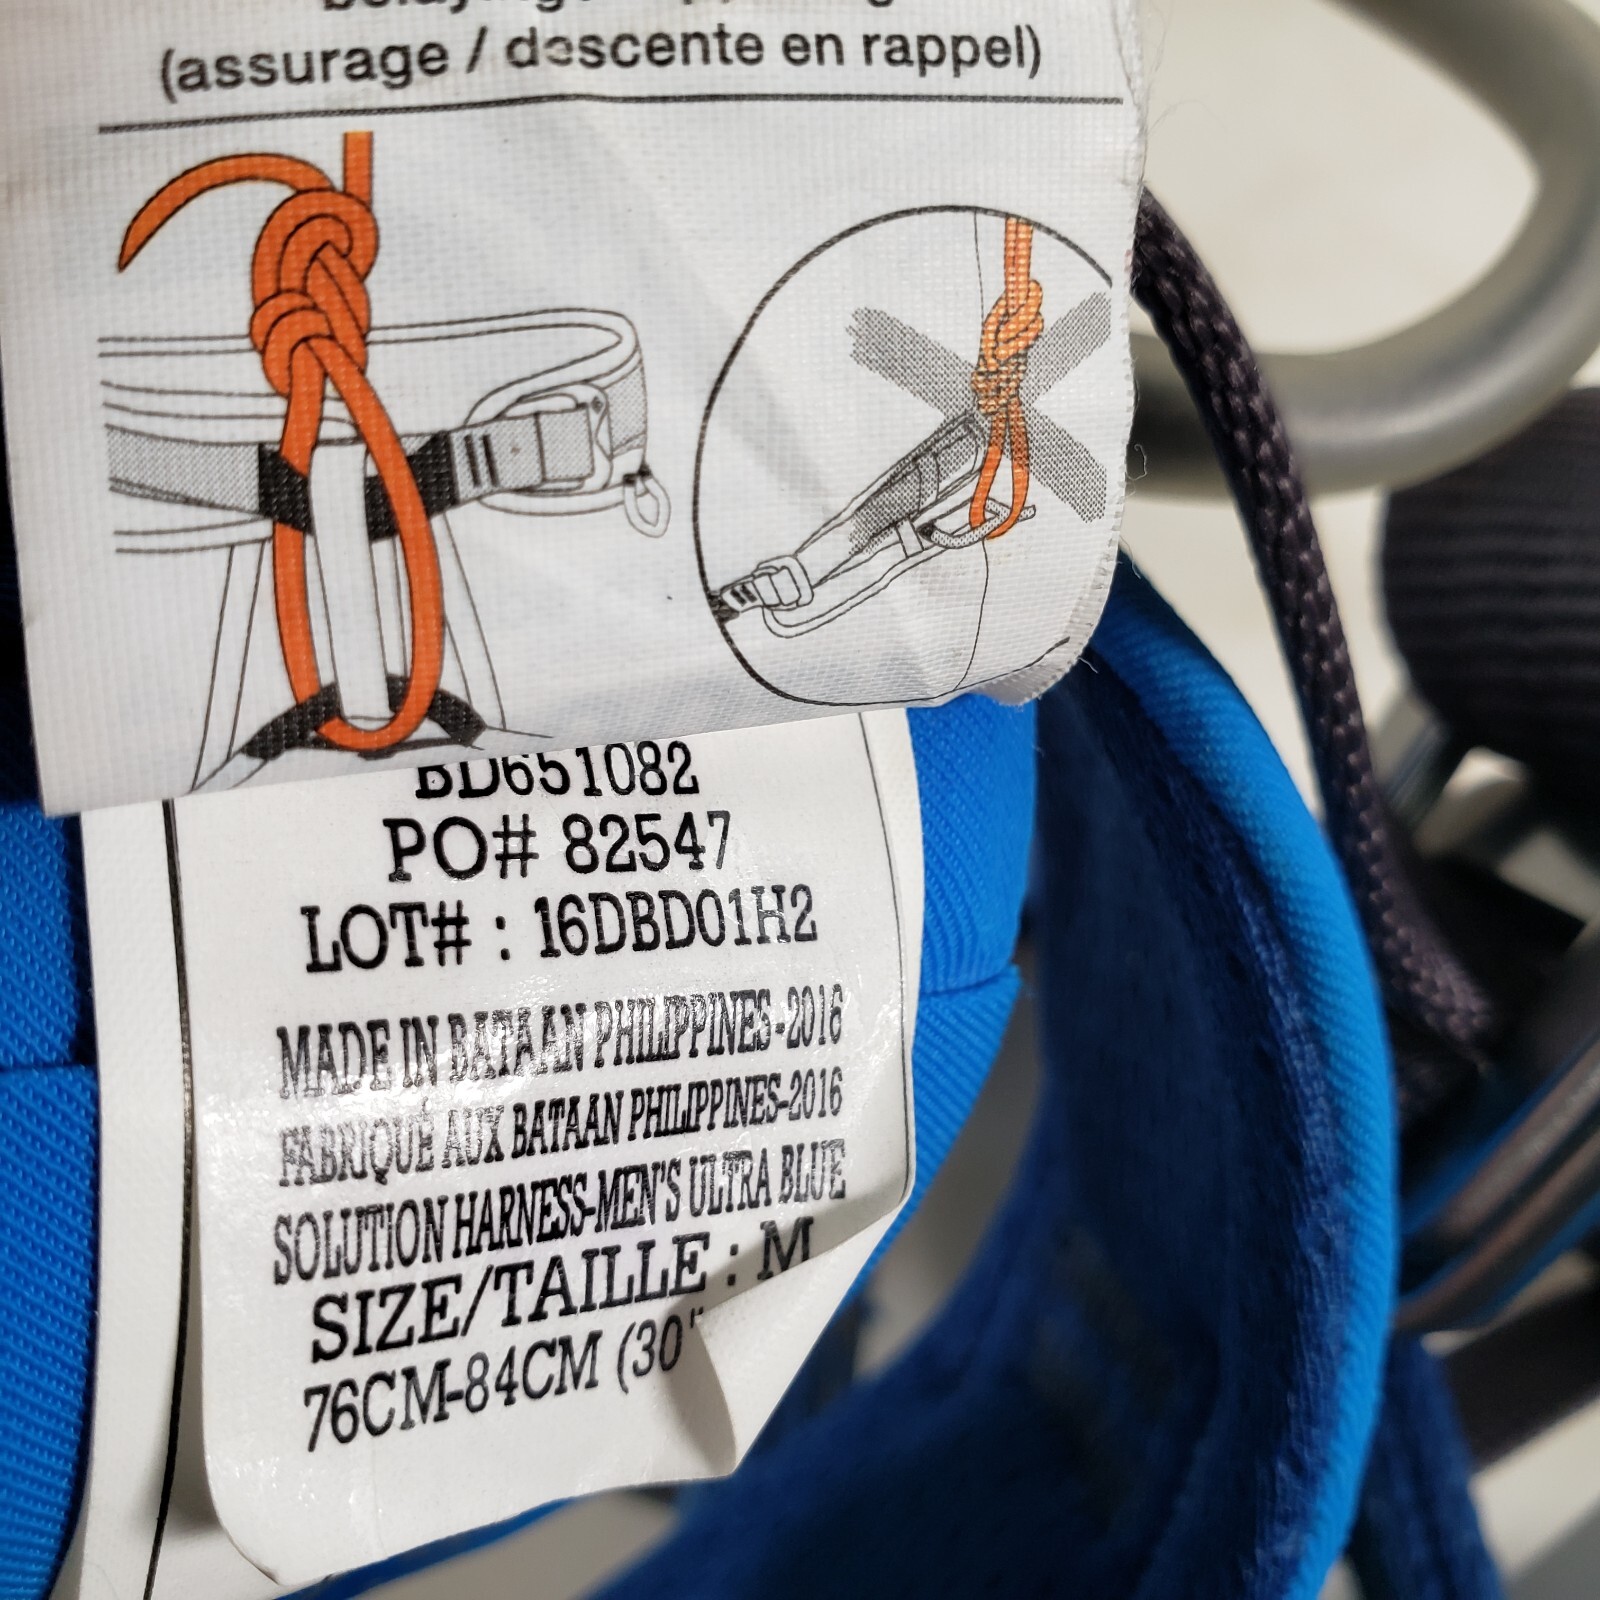 (assurage / descente en rappel)
BD651082
PO# 82547
LOT# : 16DBD01H2
MADE IN BATAAN PHILIPPINES-2016
FABRIQUÉ AUX BATAAN PHILIPPINES-2016
SOLUTION HARNESS-MEN'S ULTRA BLUE
SIZE/TAILLE : M
76CM-84CM (30"